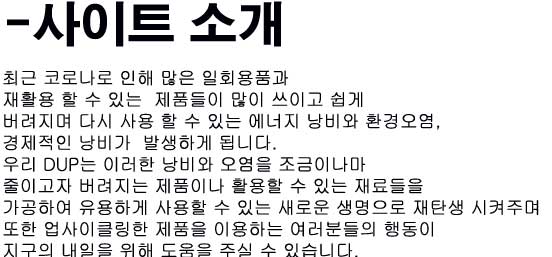 -사이트 소개
최근 코로나로 인해 많은 일회용품과
재활용 할 수 있는  제품들이 많이 쓰이고 쉽게
버려지며 다시 사용 할 수 있는 에너지 낭비와 환경오염,
경제적인 낭비가  발생하게 됩니다.
우리 DUP는 이러한 낭비와 오염을 조금이나마
줄이고자 버려지는 제품이나 활용할 수 있는 재료들을
가공하여 유용하게 사용할 수 있는 새로운 생명으로 재탄생 시켜주며
또한 업사이클링한 제품을 이용하는 여러분들의 행동이
지구의 내일을 위해 도움을 주실 수 있습니다.